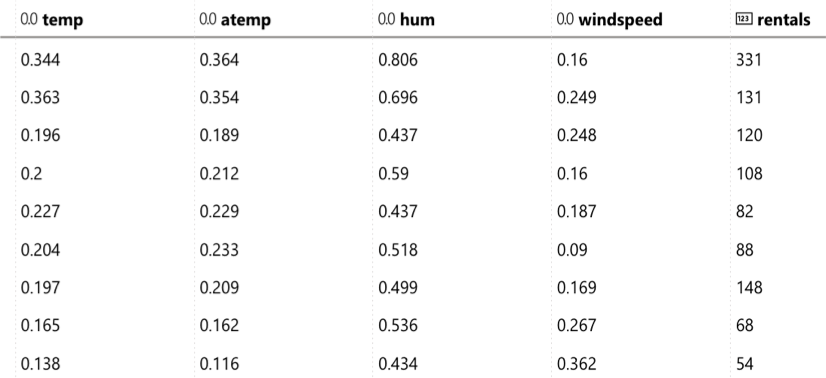 0.0 temp 0.0 atemp 0.0 hum 0.0 windspeed 123 rentals
0.344 0.364 0.806 0.16 331
0.363 0.354 0.696 0.249 131
0.196 0.189 0.437 0.248 120
0.2 0.212 0.59 0.16 108
0.227 0.229 0.437 0.187 82
0.204 0.233 0.518 0.09 88
0.197 0.209 0.499 0.169 148
0.165 0.162 0.536 0.267 68
0.138 0.116 0.434 0.362 54